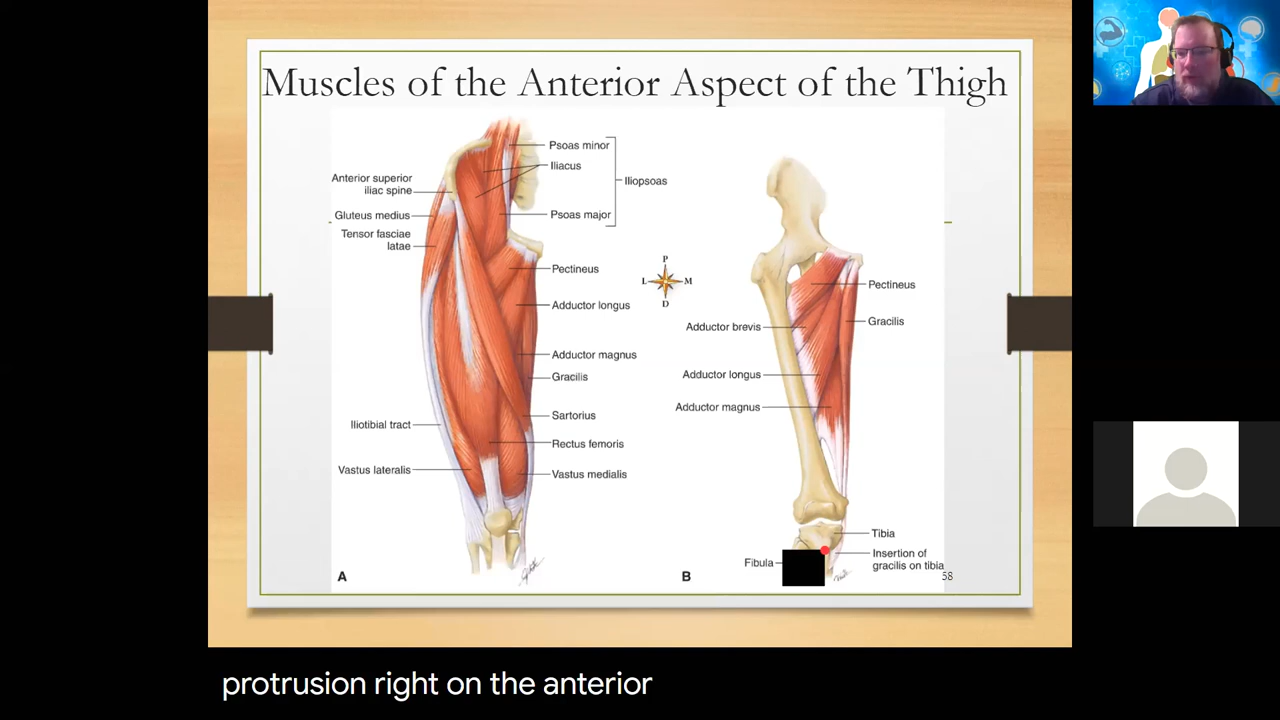 Muscles of the Anterior Aspect of the Thigh
Psoas minor
Iliacus
Iliopsoas
Psoas major
Anterior superior
iliac spine
Gluteus medius
Tensor fasciae
latae
Pectineus
Adductor longus
Adductor magnus
Gracilis
Sartorius
Rectus femoris
Vastus medialis
Iliotibial tract
Vastus lateralis
A
P
L
M
D
Pectineus
Gracilis
Adductor brevis
Adductor longus
Adductor magnus
Tibia
Insertion of
gracilis on tibia
Fibula
B
58
protrusion right on the anterior